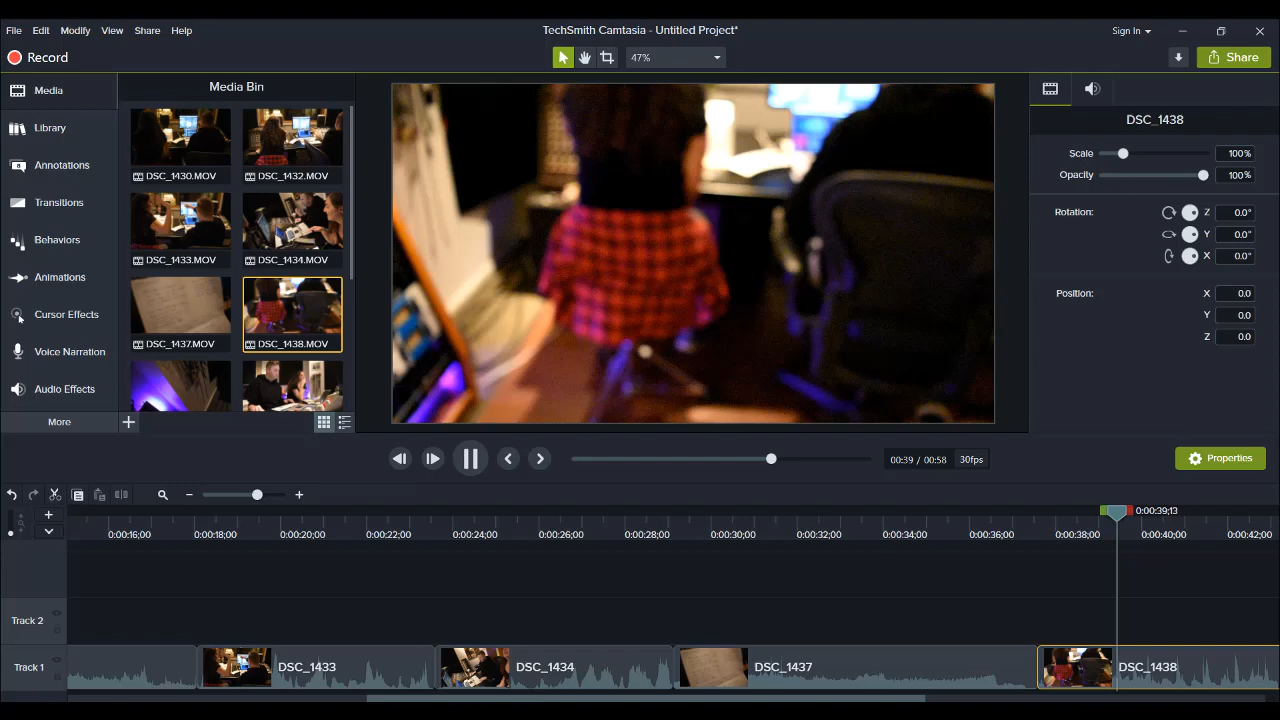 TechSmith Camtasia - Untitled Project*
File Edit Modify View Share Help
Sign In
Record
47%
Share
Media
Library
Annotations
Transitions
Behaviors
Animations
Cursor Effects
Voice Narration
Audio Effects
More
Media Bin
DSC_1430.MOV
DSC_1432.MOV
DSC_1433.MOV
DSC_1434.MOV
DSC_1437.MOV
DSC_1438.MOV
DSC_1438
Scale 100%
Opacity 100%
Rotation: Z 0.0°
Y 0.0°
X 0.0°
Position: X 0.0
Y 0.0
Z 0.0
00:39 / 00:58 30fps
Properties
0:00:39;13
0:00:16;00 0:00:18;00 0:00:20;00 0:00:22;00 0:00:24;00 0:00:26;00 0:00:28;00 0:00:30;00 0:00:32;00 0:00:34;00 0:00:36;00 0:00:38;00 0:00:40;00 0:00:42;00
Track 2
Track 1
DSC_1433 DSC_1434 DSC_1437 DSC_1438